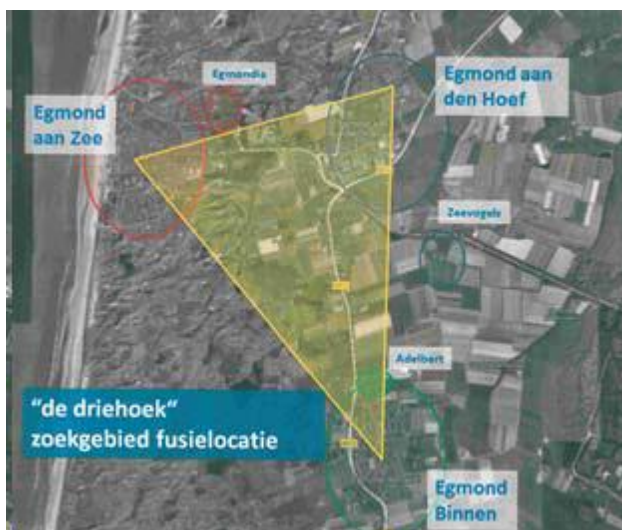 Egmondia
Egmond
aan Zee
Egmond aan
den Hoef
Zeevogels
Adelbert
"de driehoek"
zoekgebied fusielocatie
Egmond
Binnen